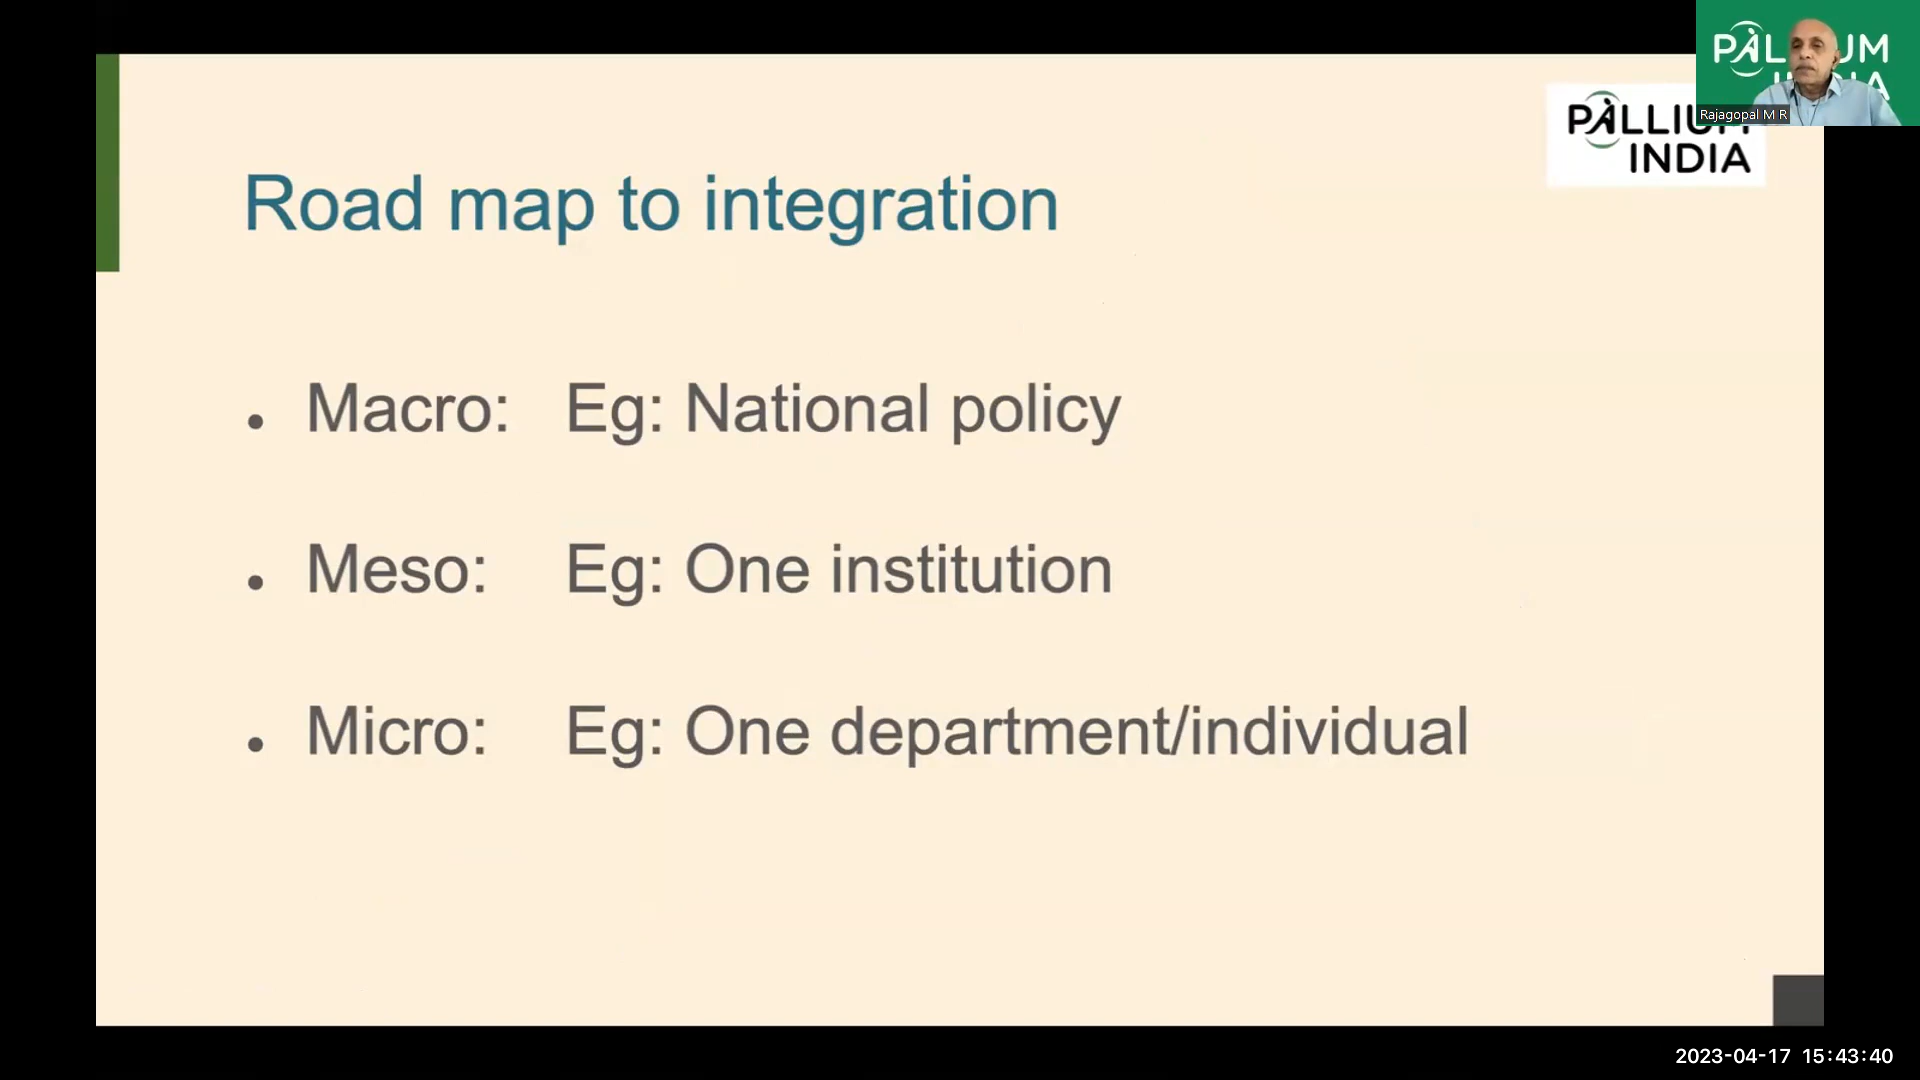 PALLIUM
INDIA
Rajagopal M R
PALLIUM
INDIA
Road map to integration
• Macro: Eg: National policy
• Meso: Eg: One institution
• Micro: Eg: One department/individual
2023-04-17 15:43:40